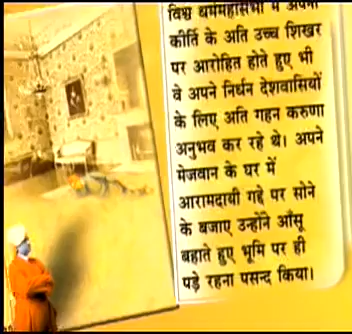 विश्व धर्ममहासभा में अपनी
कीर्ति के अति उच्च शिखर
पर आरोहित होते हुए भी
वे अपने निर्धन देशवासियों
के लिए अति गहन करुणा
अनुभव कर रहे थे। अपने
मेजवान के घर में
आरामदायी गद्दे पर सोने
के बजाए उन्होंने आँसू
बहाते हुए भूमि पर ही
पड़े रहना पसन्द किया।